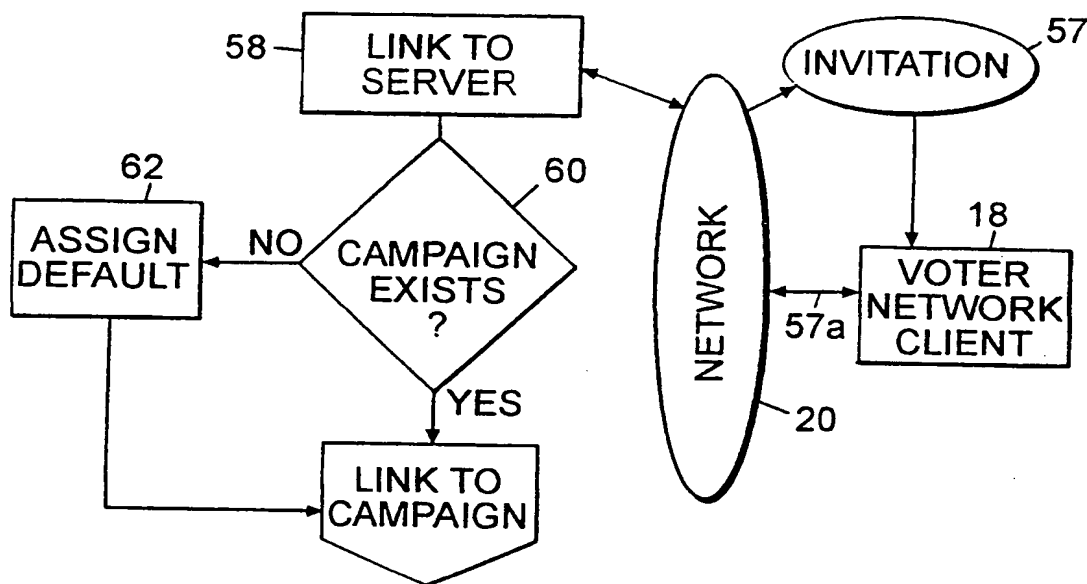 58
LINK TO
SERVER
INVITATION
57
62
60
ASSIGN
DEFAULT
NO
CAMPAIGN
EXISTS
?
YES
LINK TO
CAMPAIGN
NETWORK
20
57a
18
VOTER
NETWORK
CLIENT